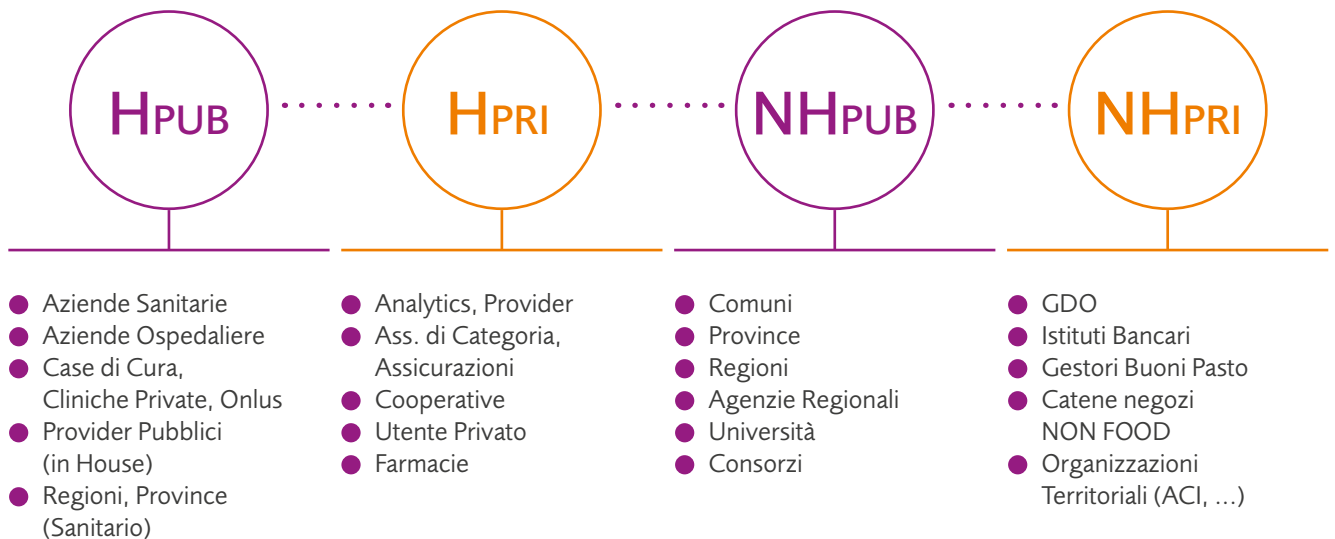 HPUB
HPRI
NHPUB
NHPRI
Aziende Sanitarie
Aziende Ospedaliere
Case di Cura,
Cliniche Private, Onlus
Provider Pubblici
(in House)
Regioni, Province
(Sanitario)
Analytics, Provider
Ass. di Categoria,
Assicurazioni
Cooperative
Utente Privato
Farmacie
Comuni
Province
Regioni
Agenzie Regionali
Università
Consorzi
GDO
Istituti Bancari
Gestori Buoni Pasto
Catene negozi
NON FOOD
Organizzazioni
Territoriali (ACI, ...)